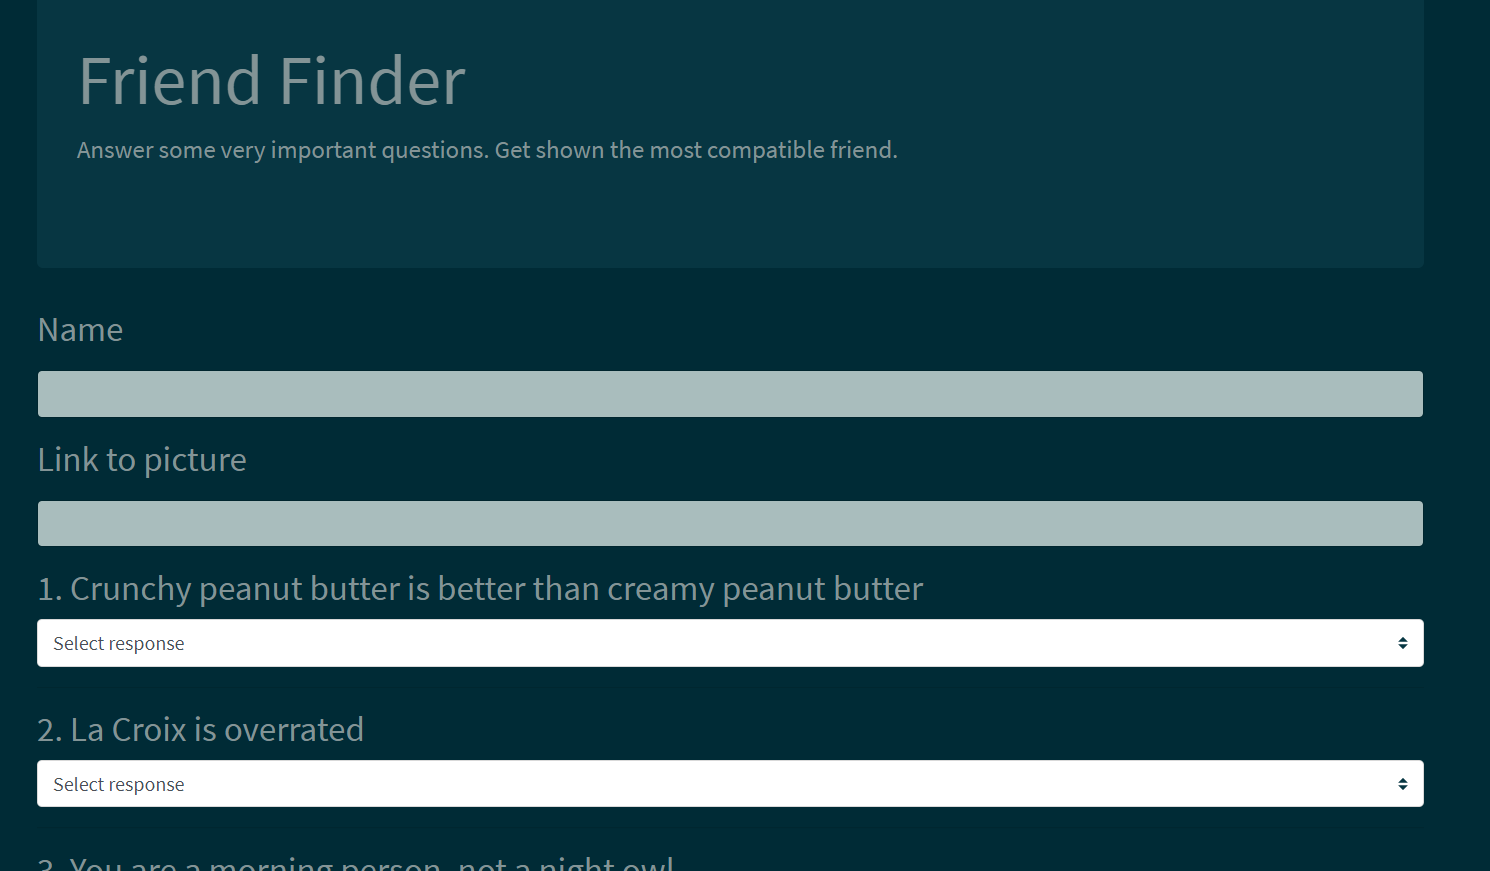 Friend Finder
Answer some very important questions. Get shown the most compatible friend.
Name
Link to picture
1. Crunchy peanut butter is better than creamy peanut butter
Select response
2. La Croix is overrated
Select response
3. You are a morning person, not a night owl